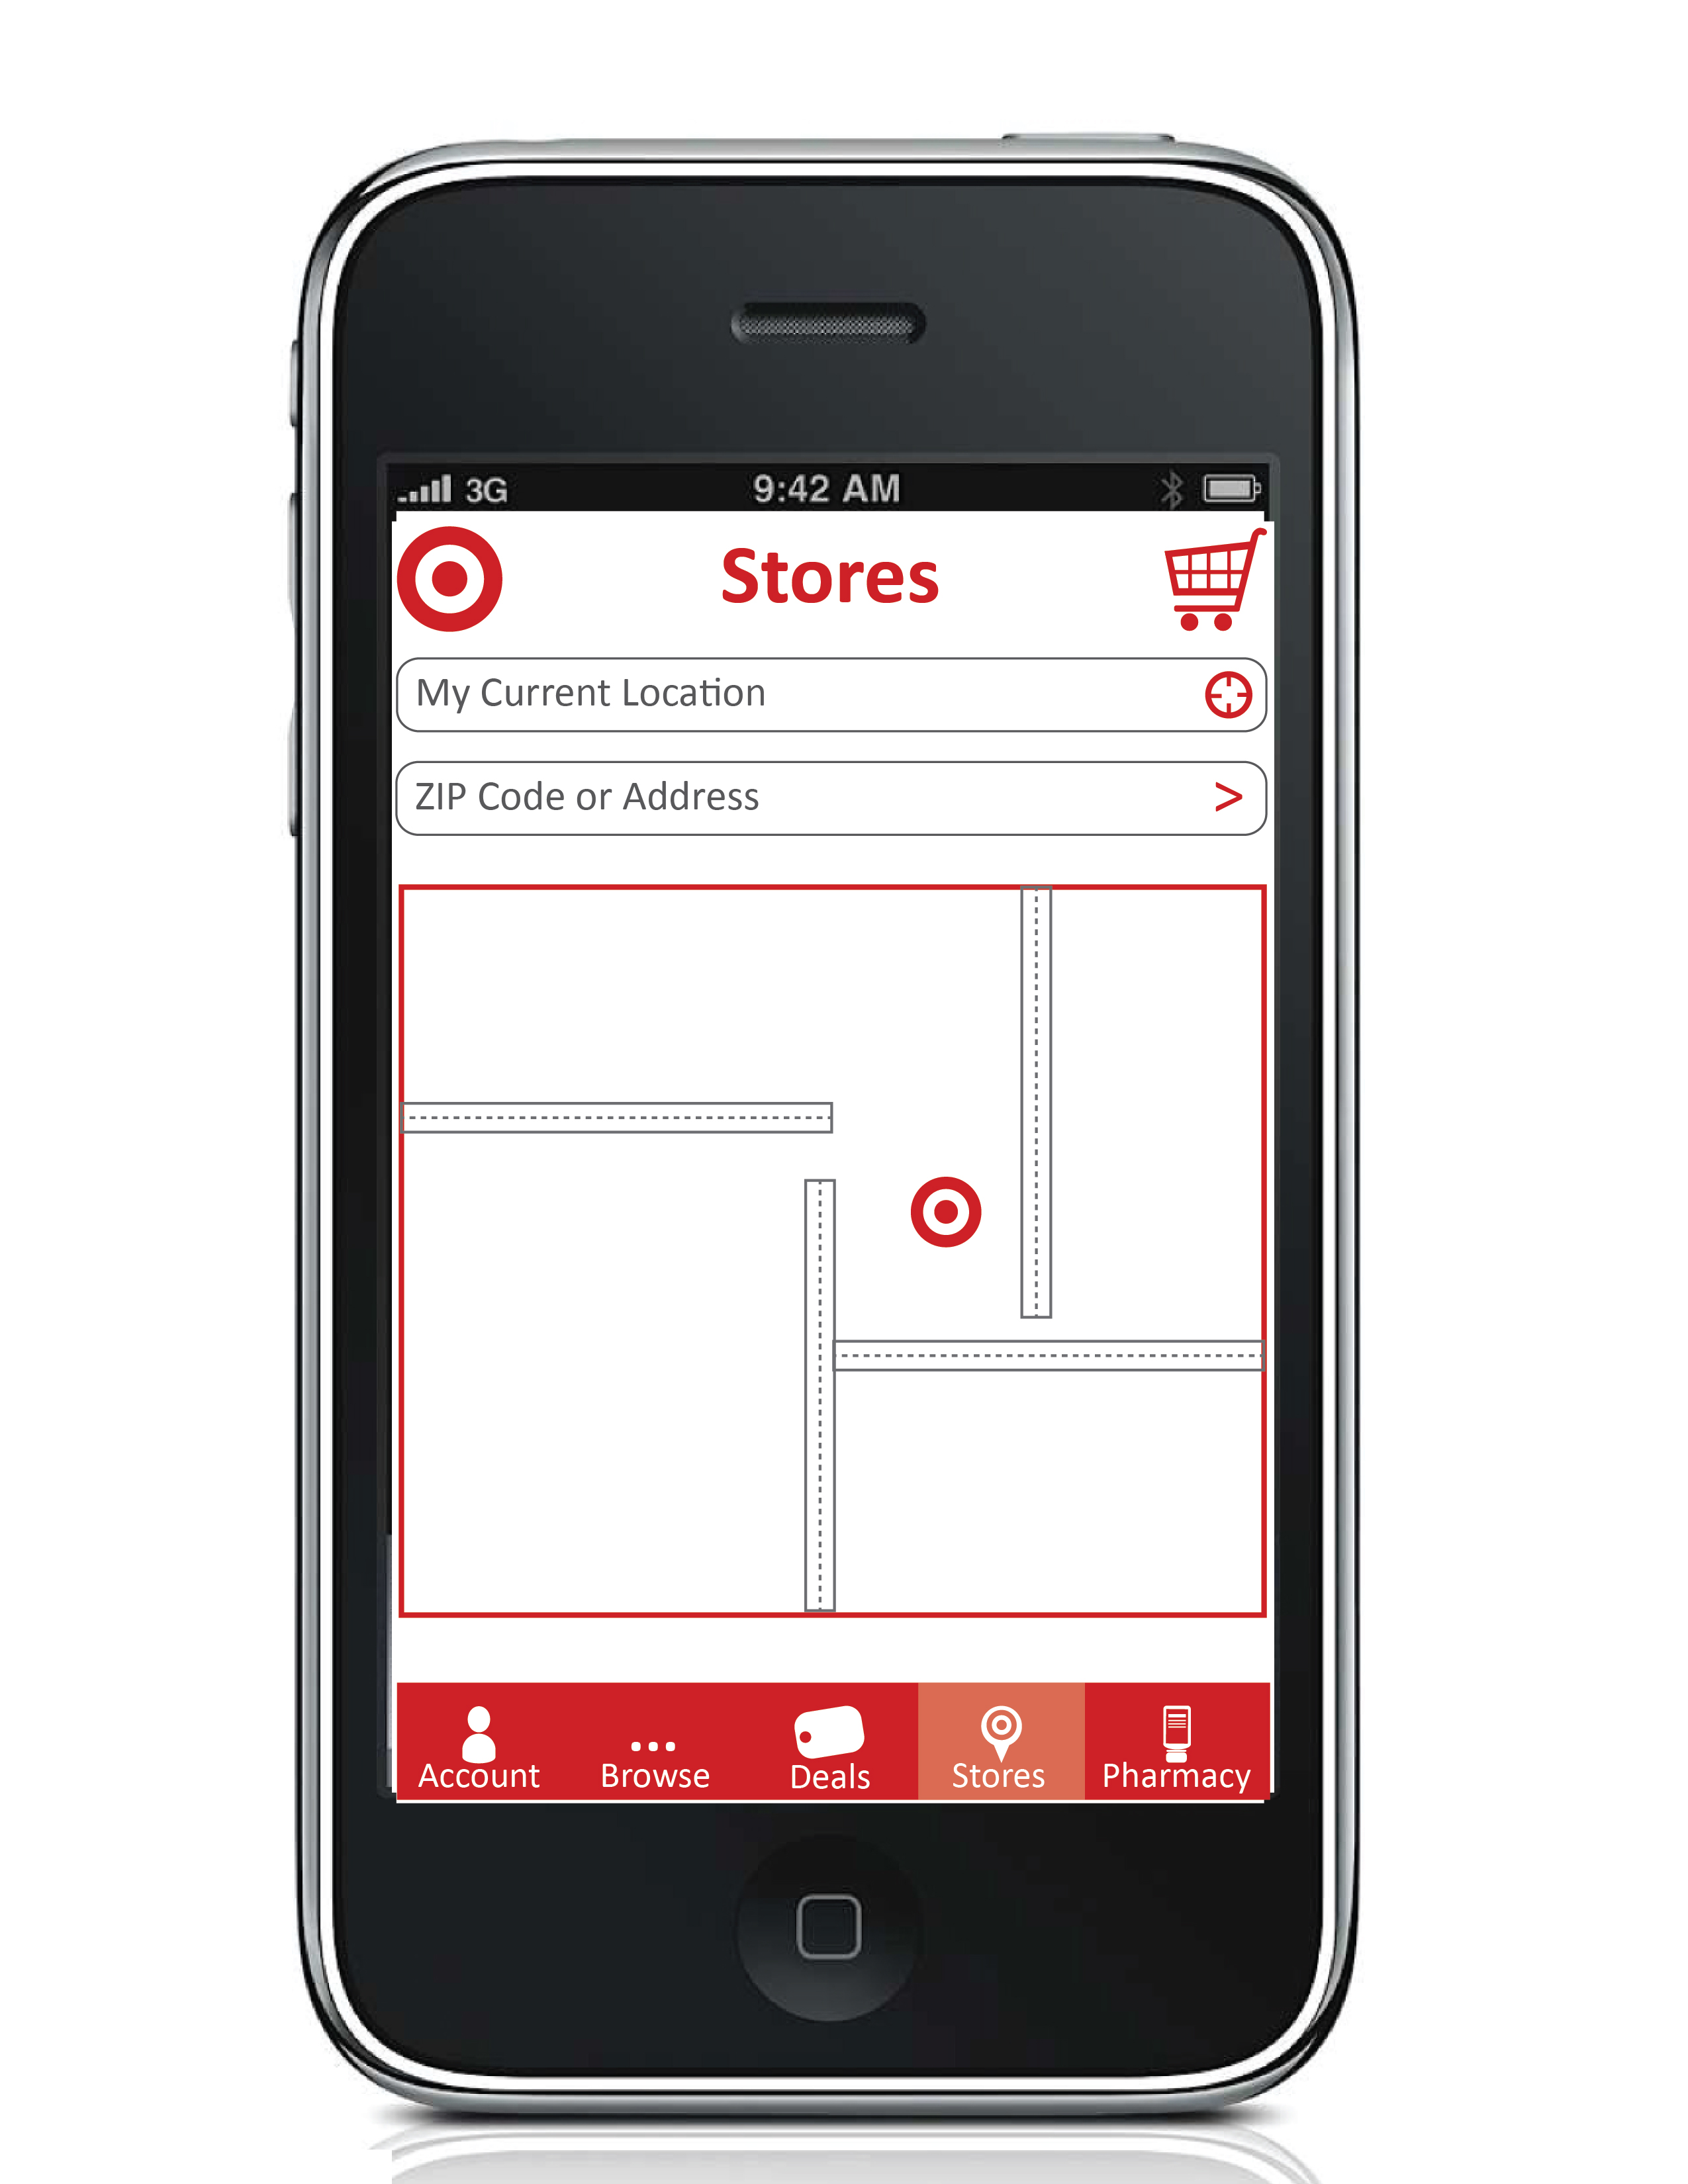 3G 9:42 AM
Stores
My Current Location
ZIP Code or Address
>
Account Browse Deals Stores Pharmacy